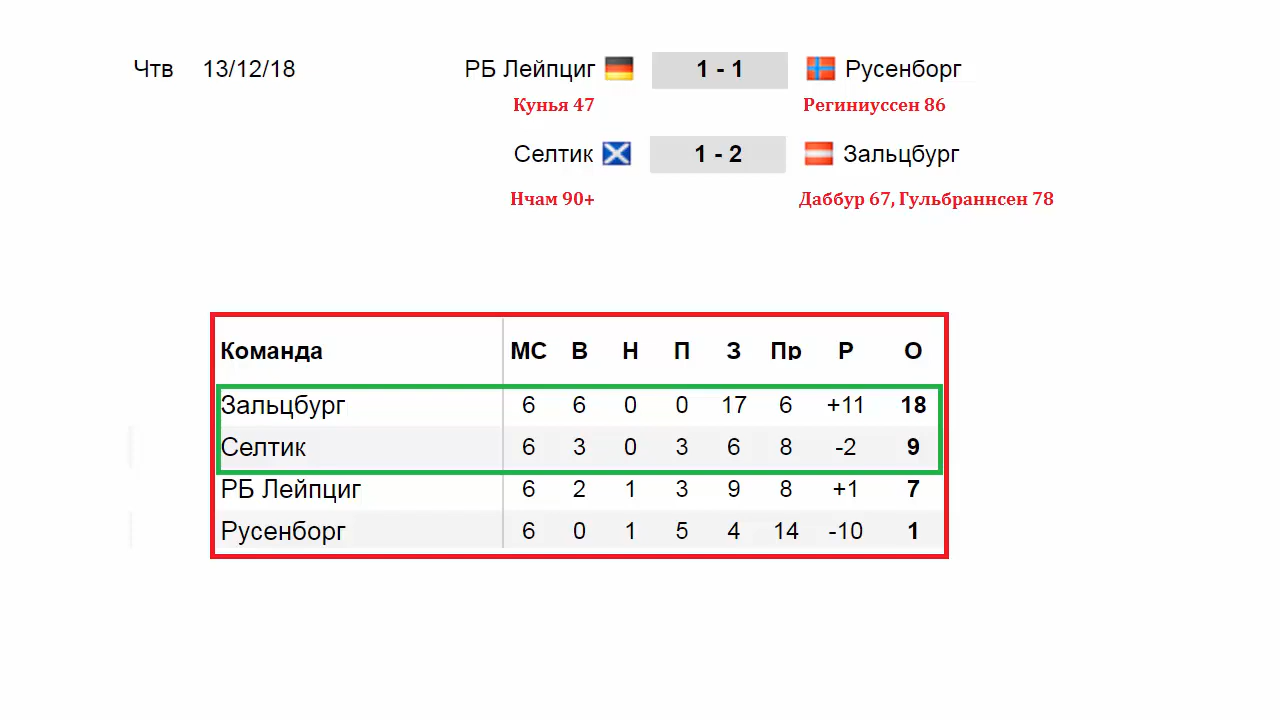 Чтв 13/12/18 РБ Лейпциг 1 - 1 Русенборг
Кунья 47 Региниуссен 86
Селтик 1 - 2 Зальцбург
Нчам 90+ Даббур 67, Гульбраннсен 78
Команда МС В Н П З Пр Р О
Зальцбург 6 6 0 0 17 6 +11 18
Селтик 6 3 0 3 6 8 -2 9
РБ Лейпциг 6 2 1 3 9 8 +1 7
Русенборг 6 0 1 5 4 14 -10 1